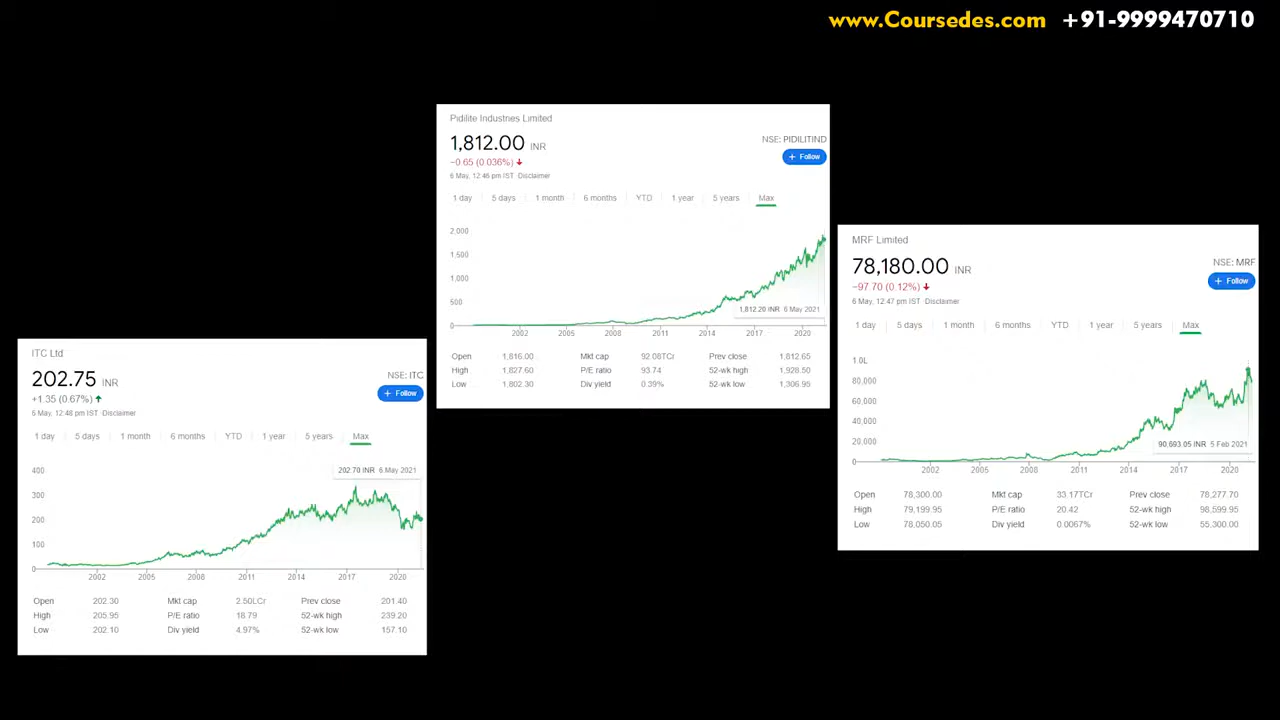 www.Coursedes.com +91-9999470710
Pidilite Industries Limited
1,812.00 INR
NSE: PIDILITIND
−0.65 (0.036%)
+ Follow
6 May, 12:46 pm IST · Disclaimer
1 day 5 days 1 month 6 months YTD 1 year 5 years Max
2,000
1,500
1,000
500
0
1,812.20 INR 6 May 2021
2002 2005 2008 2011 2014 2017 2020
Open 1,816.00 Mkt cap 92.08TCr Prev close 1,812.65
High 1,827.60 P/E ratio 93.74 52-wk high 1,928.50
Low 1,802.30 Div yield 0.39% 52-wk low 1,306.95
MRF Limited
78,180.00 INR
NSE: MRF
−97.70 (0.12%)
+ Follow
6 May, 12:47 pm IST · Disclaimer
1 day 5 days 1 month 6 months YTD 1 year 5 years Max
1.0L
80,000
60,000
40,000
20,000
0
90,693.05 INR 5 Feb 2021
2002 2005 2008 2011 2014 2017 2020
Open 78,300.00 Mkt cap 33.17TCr Prev close 78,277.70
High 79,199.95 P/E ratio 20.42 52-wk high 98,599.95
Low 78,050.05 Div yield 0.0067% 52-wk low 55,300.00
ITC Ltd
202.75 INR
NSE: ITC
+1.35 (0.67%)
+ Follow
6 May, 12:48 pm IST · Disclaimer
1 day 5 days 1 month 6 months YTD 1 year 5 years Max
400
300
200
100
0
202.70 INR 6 May 2021
2002 2005 2008 2011 2014 2017 2020
Open 202.30 Mkt cap 2.50LCr Prev close 201.40
High 205.95 P/E ratio 18.79 52-wk high 239.20
Low 202.10 Div yield 4.97% 52-wk low 157.10